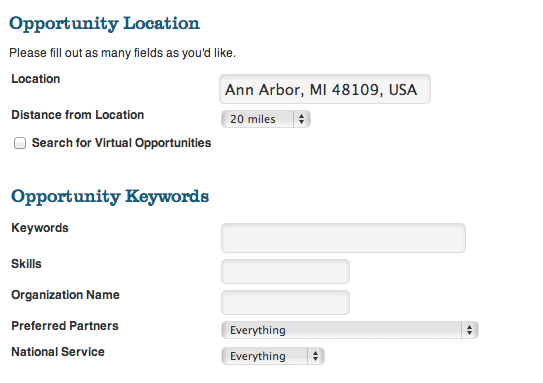 Opportunity Location
Please fill out as many fields as you'd like.
Location
Ann Arbor, MI 48109, USA
Distance from Location
20 miles
Search for Virtual Opportunities
Opportunity Keywords
Keywords
Skills
Organization Name
Preferred Partners
Everything
National Service
Everything